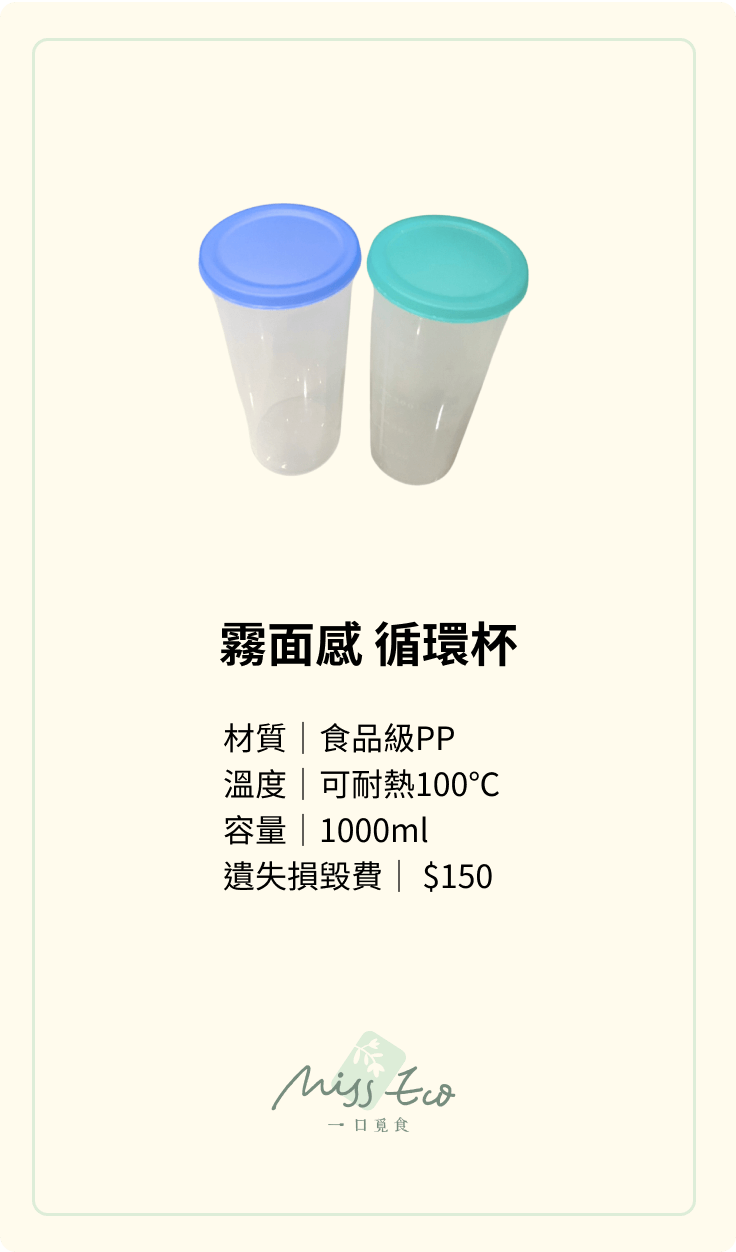 霧面感 循環杯
材質｜食品級PP
溫度｜可耐熱100°C
容量｜1000ml
遺失損毀費｜ $150
Miss Eco
一口覓食